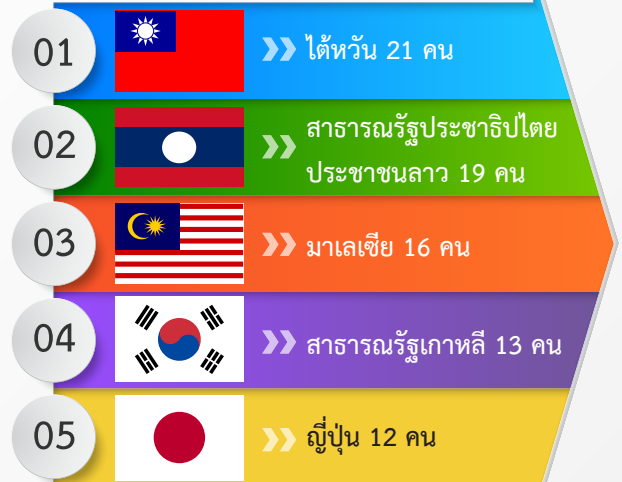 01 ไต้หวัน 21 คน
02 สาธารณรัฐประชาธิปไตย
ประชาชนลาว 19 คน
03 มาเลเซีย 16 คน
04 สาธารณรัฐเกาหลี 13 คน
05 ญี่ปุ่น 12 คน